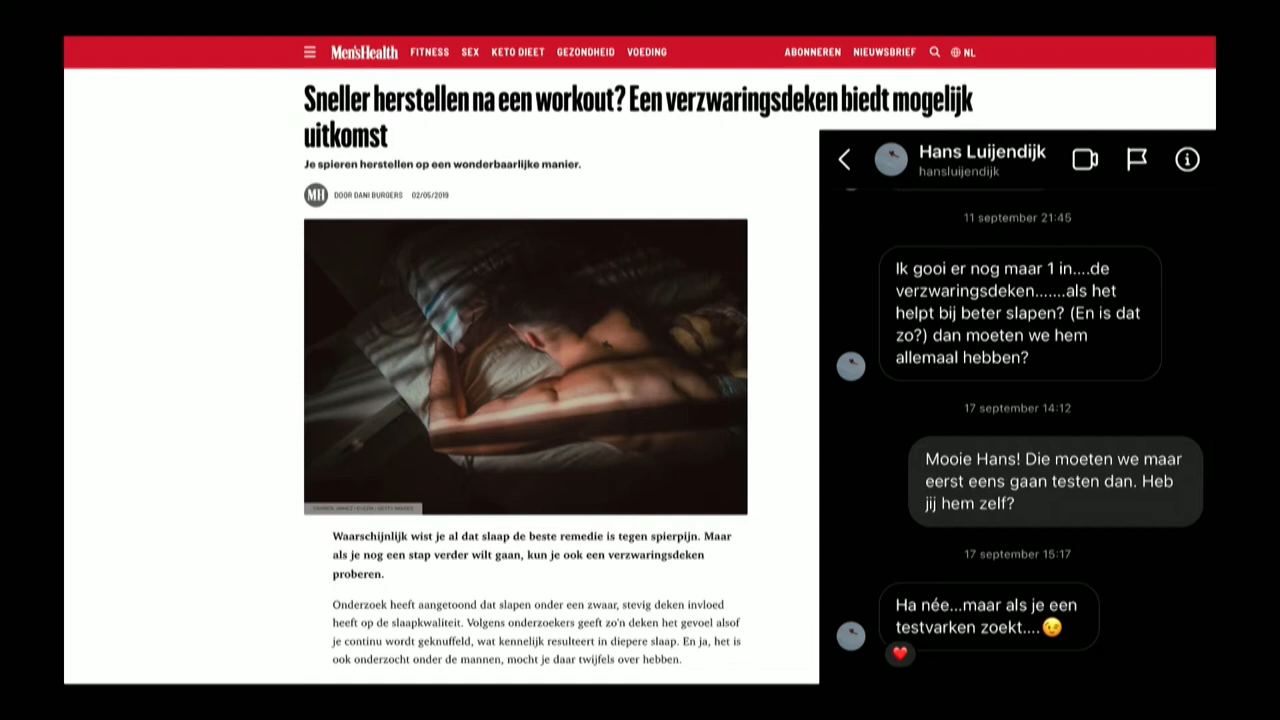 Men'sHealth FITNESS SEX KETO DIEET GEZONDHEID VOEDING ABONNEREN NIEUWSBRIEF NL
Sneller herstellen na een workout? Een verzwaringsdeken biedt mogelijk
uitkomst
Je spieren herstellen op een wonderbaarlijke manier.
MH DOOR DANI BURGERS 02/05/2019
Waarschijnlijk wist je al dat slaap de beste remedie is tegen spierpijn. Maar
als je nog een stap verder wilt gaan, kun je ook een verzwaringsdeken
proberen.
Onderzoek heeft aangetoond dat slapen onder een zwaar, stevig deken invloed
heeft op de slaapkwaliteit. Volgens onderzoekers geeft zo'n deken het gevoel alsof
je continu wordt geknuffeld, wat kennelijk resulteert in diepere slaap. En ja, het is
ook onderzocht onder de mannen, mocht je daar twijfels over hebben.
Hans Luijendijk
hansluijendijk
11 september 21:45
Ik gooi er nog maar 1 in....de
verzwaringsdeken.......als het
helpt bij beter slapen? (En is dat
zo?) dan moeten we hem
allemaal hebben?
17 september 14:12
Mooie Hans! Die moeten we maar
eerst eens gaan testen dan. Heb
jij hem zelf?
17 september 15:17
Ha née...maar als je een
testvarken zoekt....😉
❤️